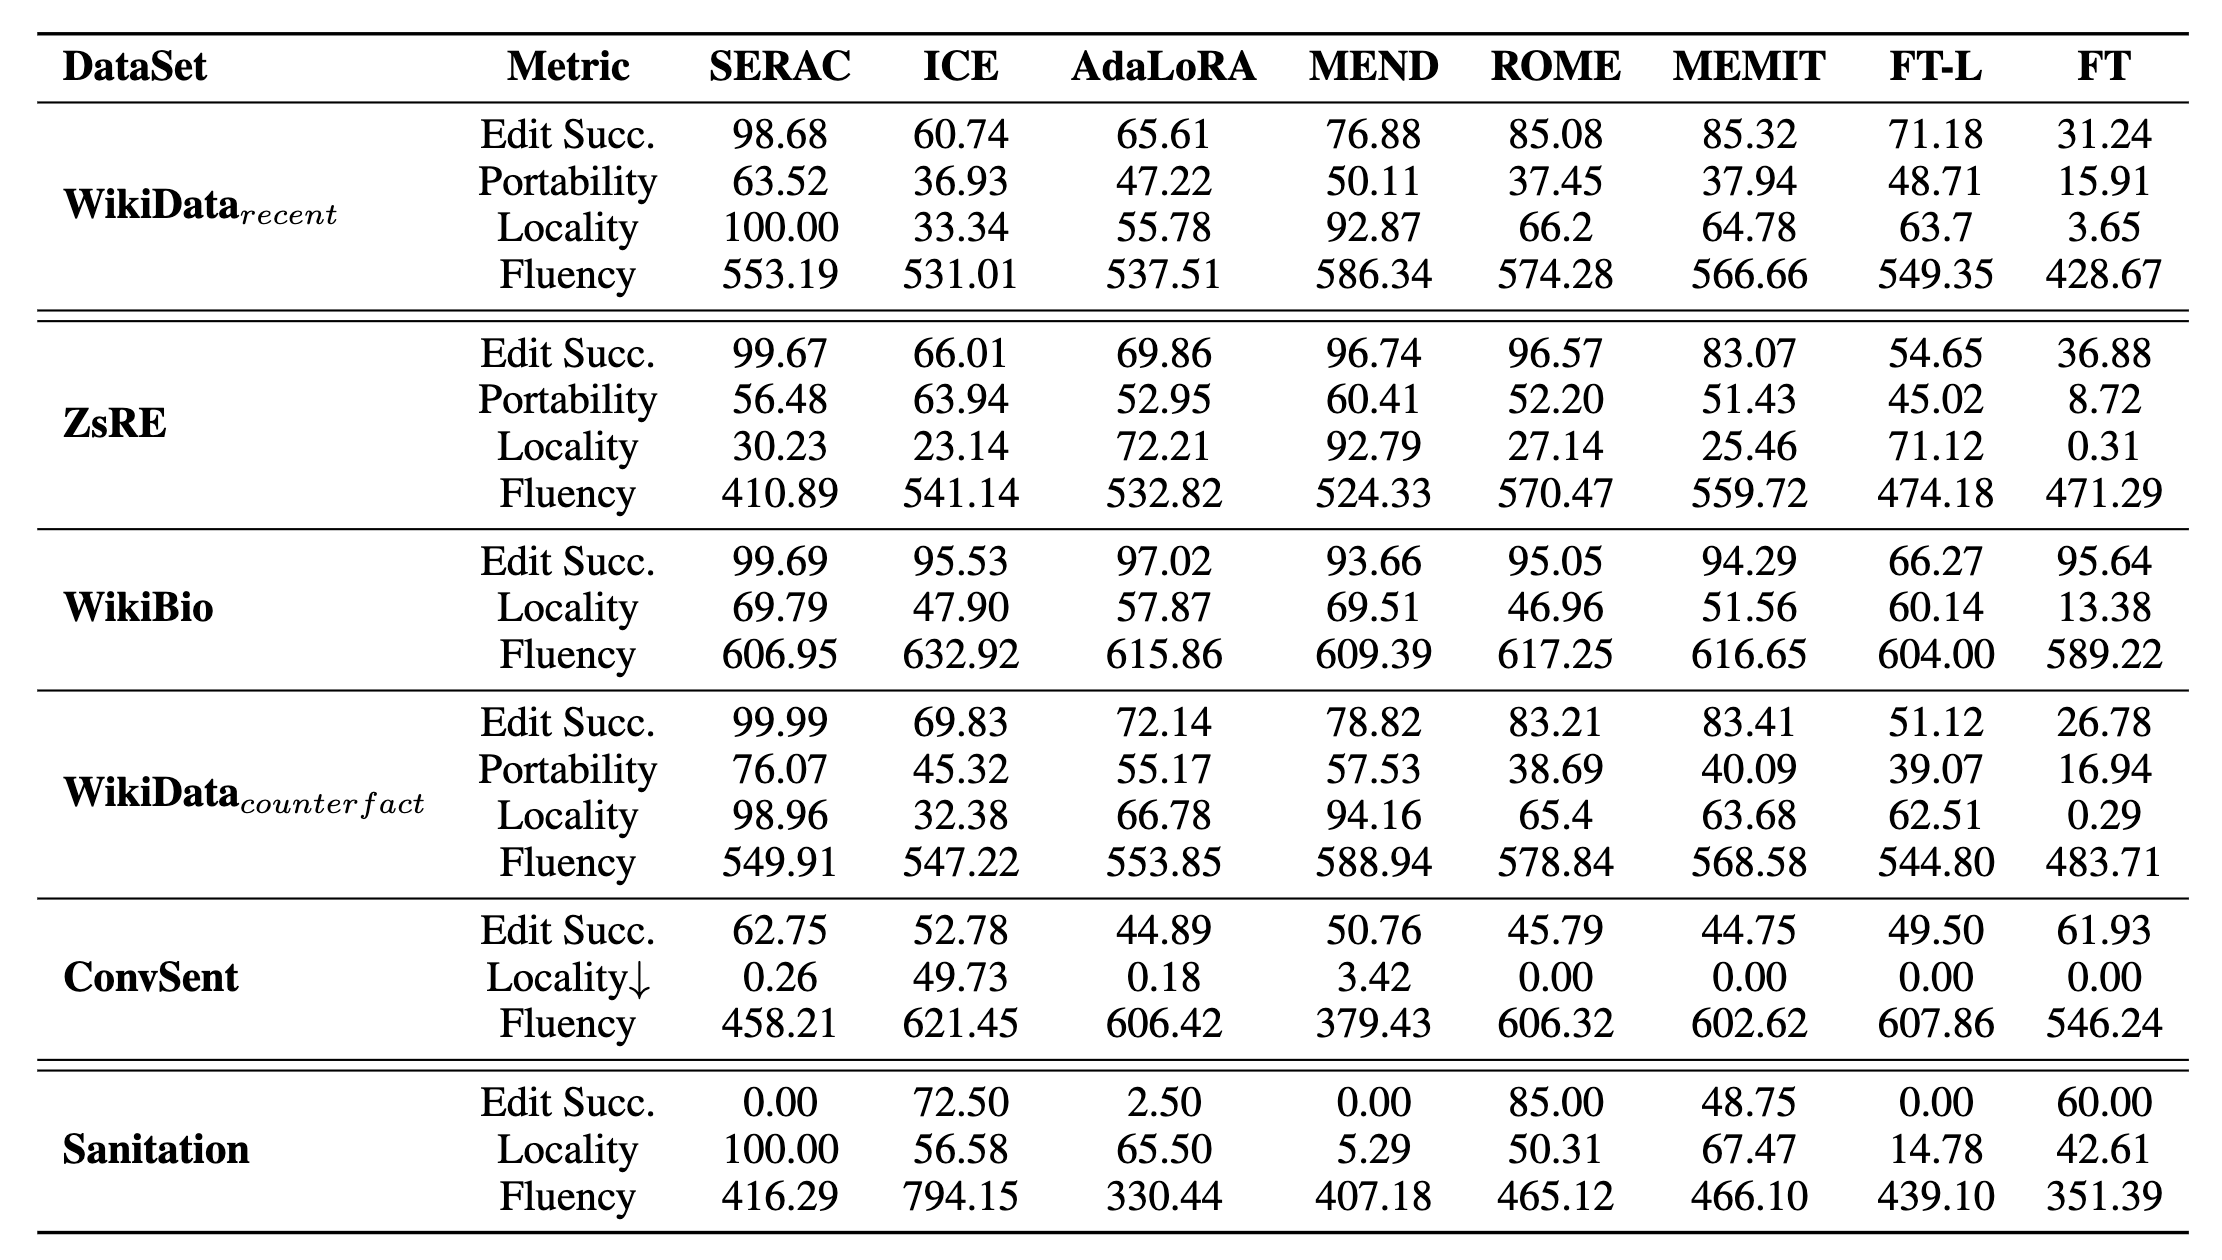 DataSet Metric SERAC ICE AdaLoRA MEND ROME MEMIT FT-L FT
Edit Succ. 98.68 60.74 65.61 76.88 85.08 85.32 71.18 31.24
Portability 63.52 36.93 47.22 50.11 37.45 37.94 48.71 15.91
WikiData recent
Locality 100.00 33.34 55.78 92.87 66.2 64.78 63.7 3.65
Fluency 553.19 531.01 537.51 586.34 574.28 566.66 549.35 428.67
Edit Succ. 99.67 66.01 69.86 96.74 96.57 83.07 54.65 36.88
Portability 56.48 63.94 52.95 60.41 52.20 51.43 45.02 8.72
ZsRE
Locality 30.23 23.14 72.21 92.79 27.14 25.46 71.12 0.31
Fluency 410.89 541.14 532.82 524.33 570.47 559.72 474.18 471.29
Edit Succ. 99.69 95.53 97.02 93.66 95.05 94.29 66.27 95.64
WikiBio Locality 69.79 47.90 57.87 69.51 46.96 51.56 60.14 13.38
Fluency 606.95 632.92 615.86 609.39 617.25 616.65 604.00 589.22
Edit Succ. 99.99 69.83 72.14 78.82 83.21 83.41 51.12 26.78
Portability 76.07 45.32 55.17 57.53 38.69 40.09 39.07 16.94
WikiData counterfact
Locality 98.96 32.38 66.78 94.16 65.4 63.68 62.51 0.29
Fluency 549.91 547.22 553.85 588.94 578.84 568.58 544.80 483.71
Edit Succ. 62.75 52.78 44.89 50.76 45.79 44.75 49.50 61.93
ConvSent Locality↓ 0.26 49.73 0.18 3.42 0.00 0.00 0.00 0.00
Fluency 458.21 621.45 606.42 379.43 606.32 602.62 607.86 546.24
Edit Succ. 0.00 72.50 2.50 0.00 85.00 48.75 0.00 60.00
Sanitation Locality 100.00 56.58 65.50 5.29 50.31 67.47 14.78 42.61
Fluency 416.29 794.15 330.44 407.18 465.12 466.10 439.10 351.39